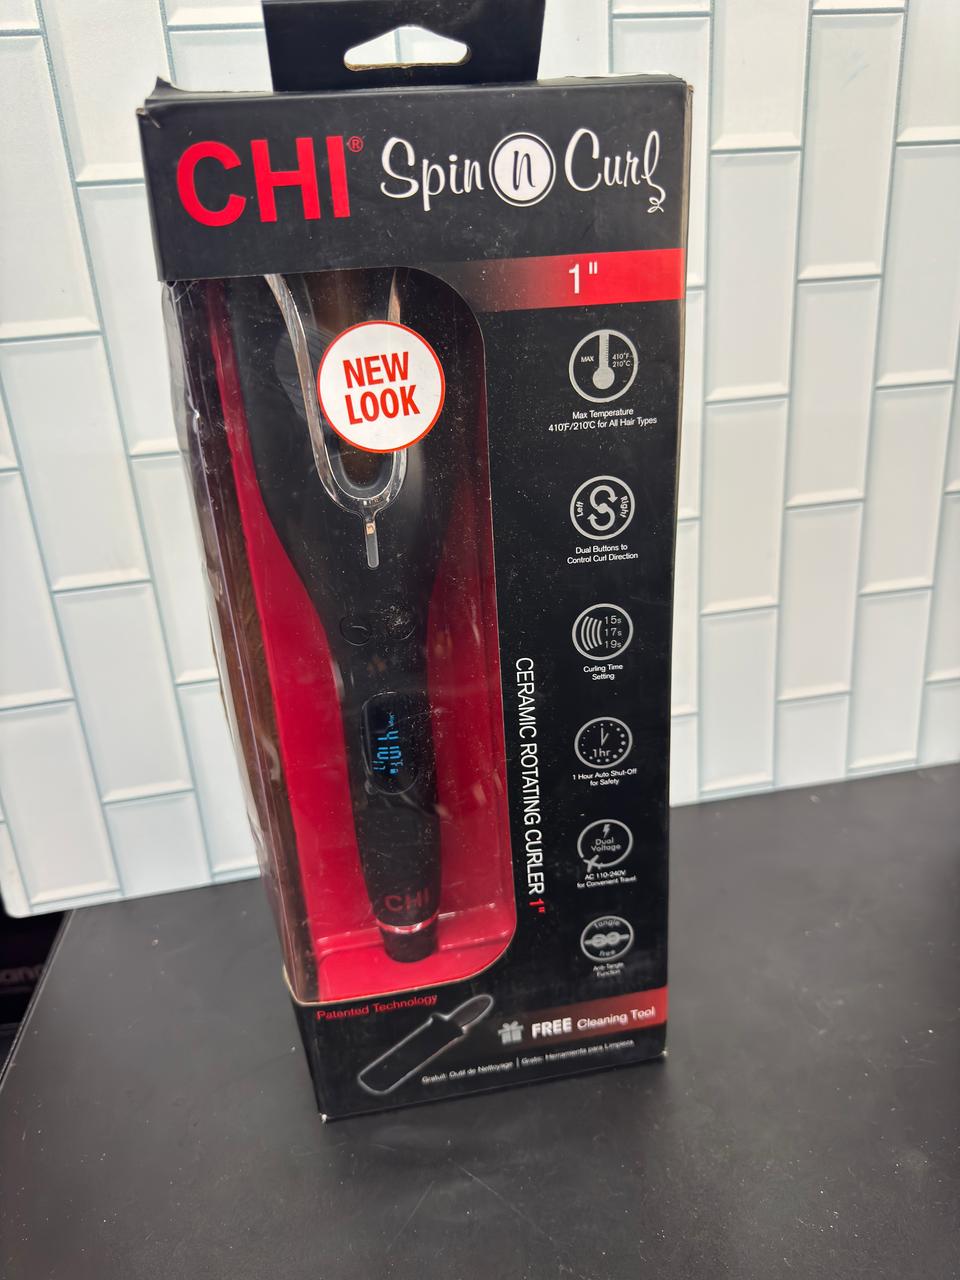 CHI® Spin n Curl
1"
NEW
LOOK
MAX 410°F
210°C
Max Temperature
410°F/210°C for All Hair Types
Left Right
Dual Buttons to
Control Curl Direction
15s
17s
19s
Curling Time
Setting
1hr
1 Hour Auto Shut-Off
for Safety
Dual
Voltage
AC 110-240V
for Convenient Travel
tangle
free
Anti-Tangle
Function
CERAMIC ROTATING CURLER 1"
410
CHI
Patented Technology
FREE Cleaning Tool
Gratuit: Outil de Nettoyage | Gratis: Herramienta para Limpieza